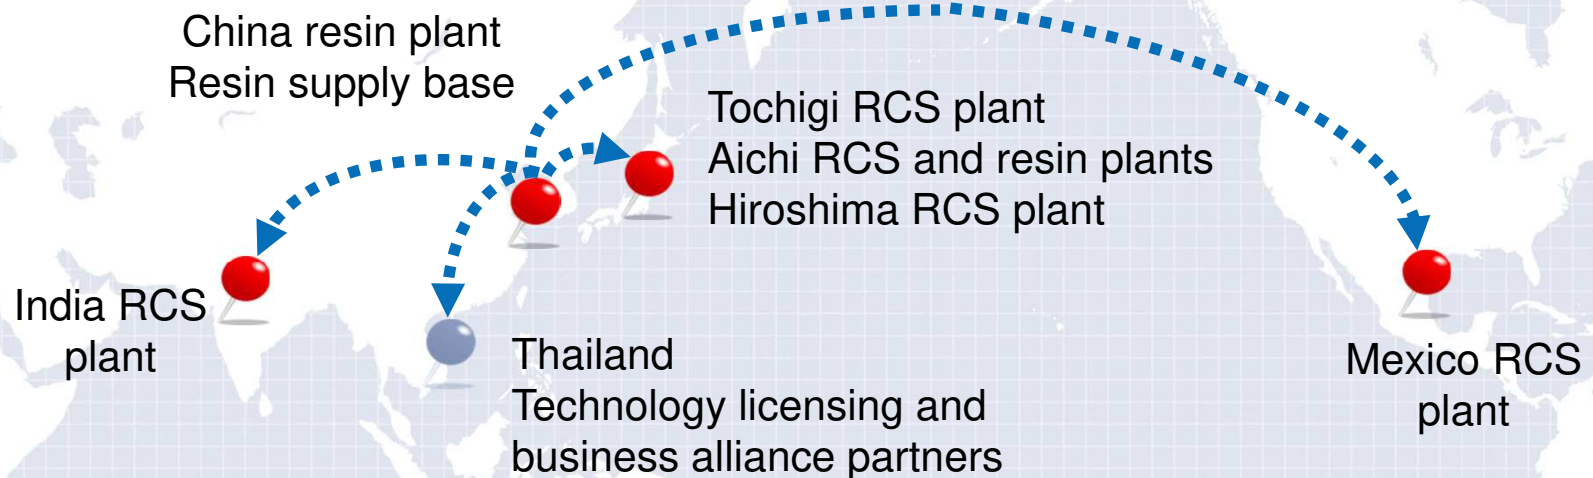 China resin plant
Resin supply base
Tochigi RCS plant
Aichi RCS and resin plants
Hiroshima RCS plant
India RCS
plant
Thailand
Technology licensing and
business alliance partners
Mexico RCS
plant